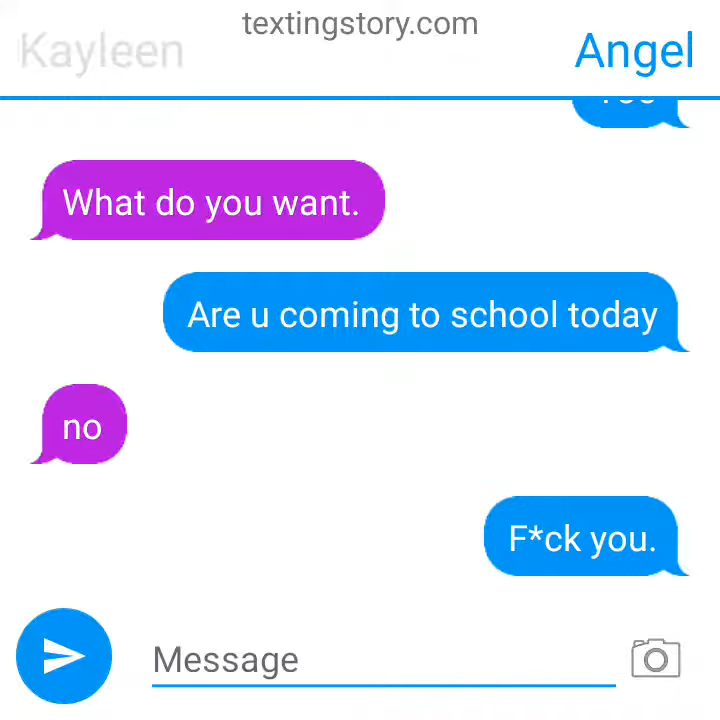 textingstory.com
Kayleen
Angel
What do you want.
Are u coming to school today
no
F*ck you.
Message